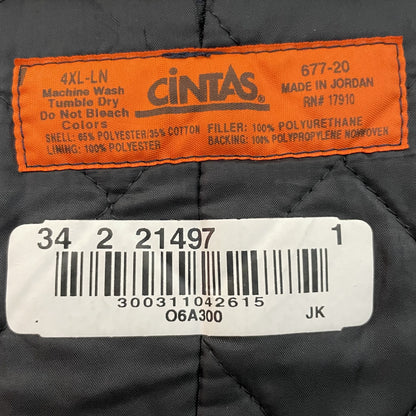 4XL-LN
Machine Wash
Tumble Dry
Do Not Bleach
Colors
SHELL: 65% POLYESTER/35% COTTON
LINING: 100% POLYESTER
CINTAS®
FILLER: 100% POLYURETHANE
BACKING: 100% POLYPROPYLENE NONWOVEN
677-20
MADE IN JORDAN
RN# 17910
34 2 21497 1
300311042615
O6A300 JK